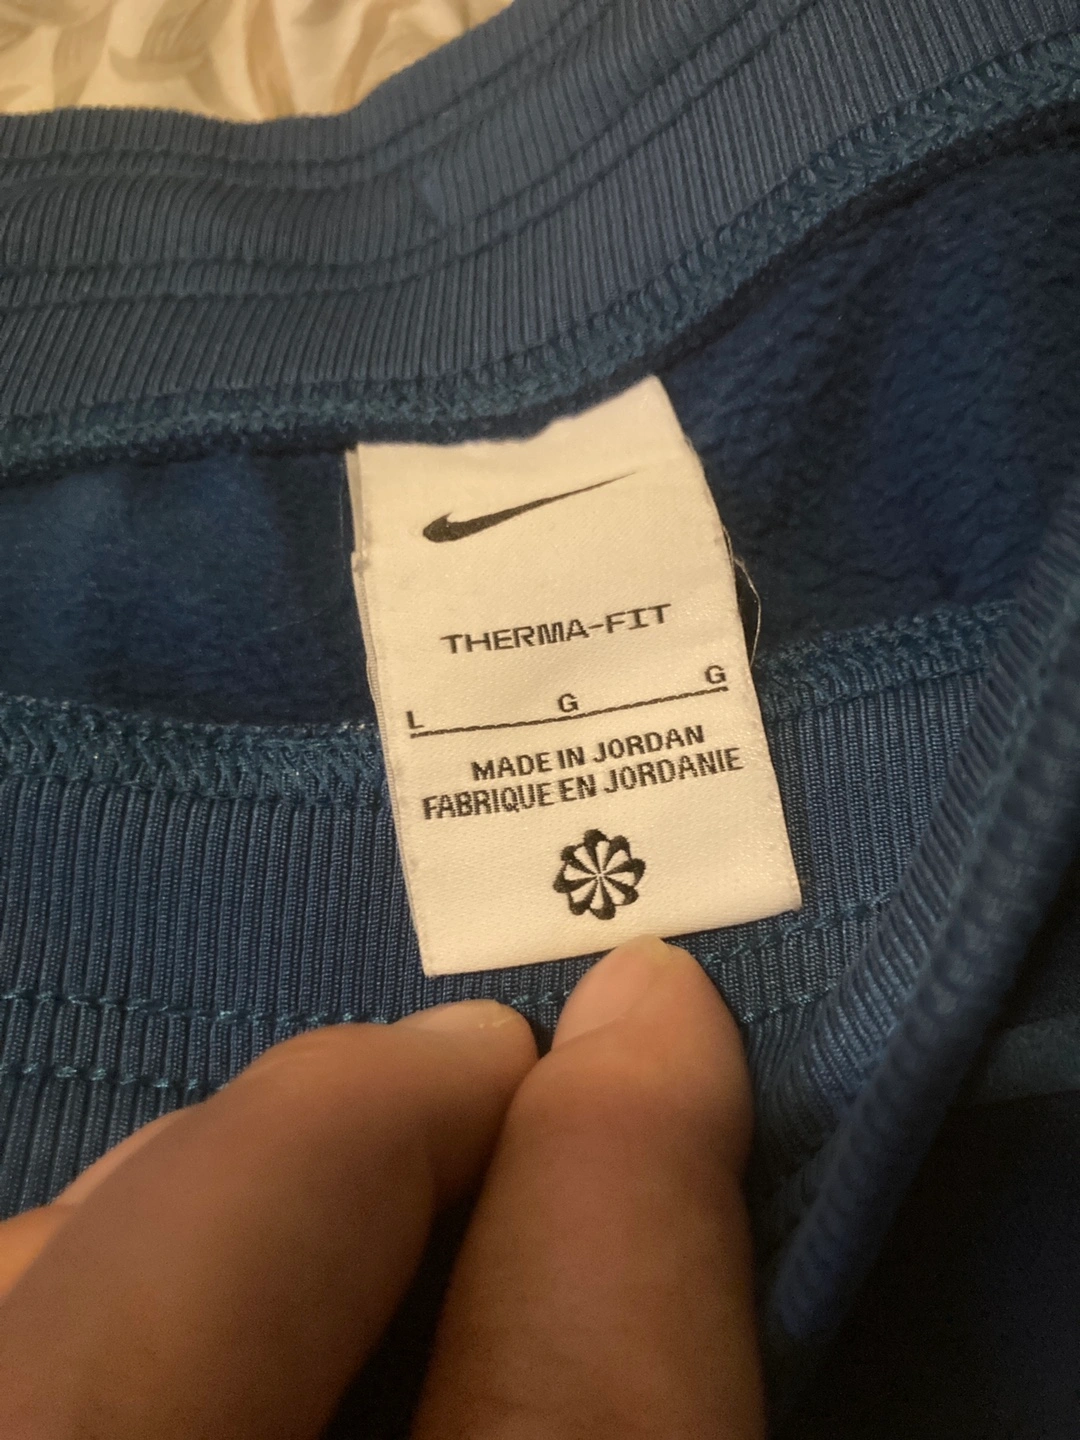 THERMA-FIT
L G G
MADE IN JORDAN
FABRIQUE EN JORDANIE